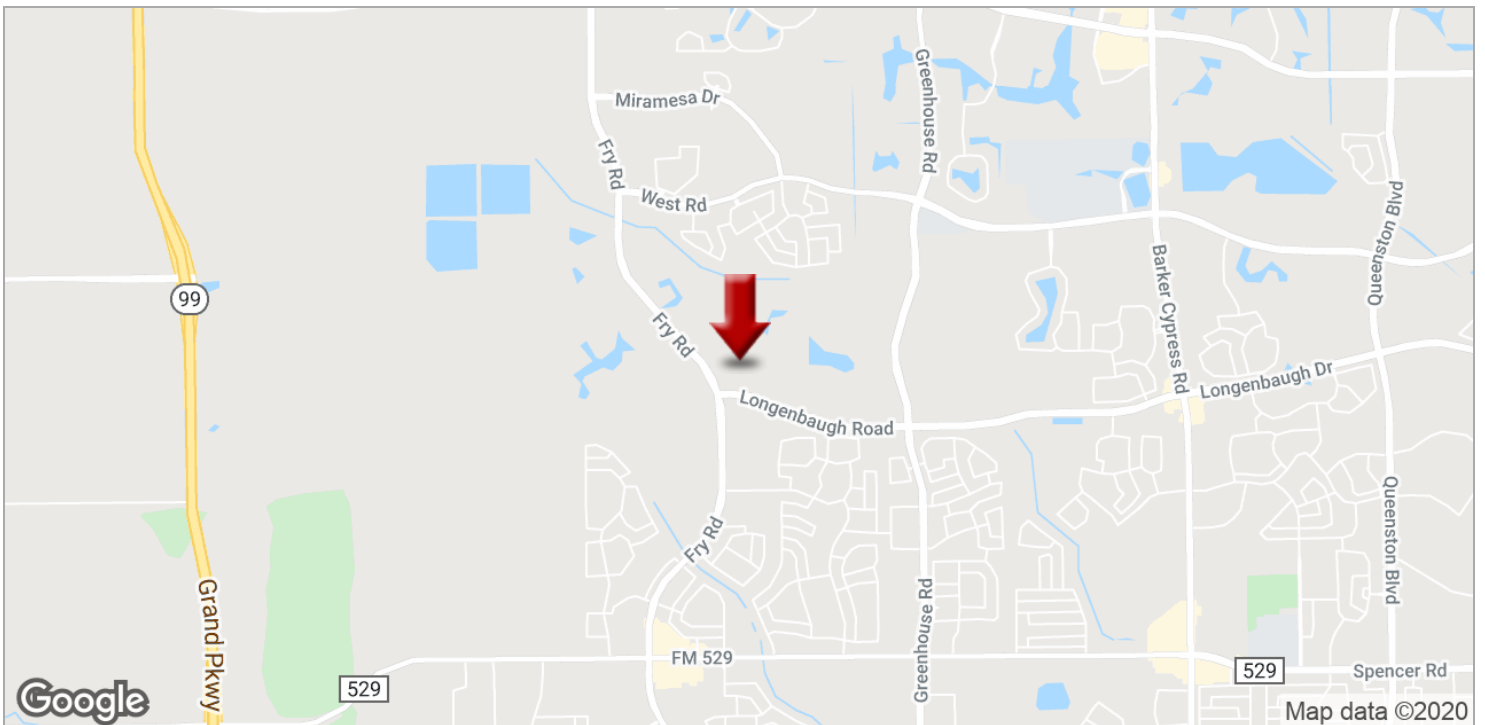 Miramesa Dr
Greenhouse Rd
Fry Rd
West Rd
Queenston Blvd
Barker Cypress Rd
99
Fry Rd
Longenbaugh Dr
Longenbaugh Road
Queenston Blvd
Fry Rd
Grand Pkwy
Greenhouse Rd
FM 529
529
Spencer Rd
529
Google
Map data ©2020